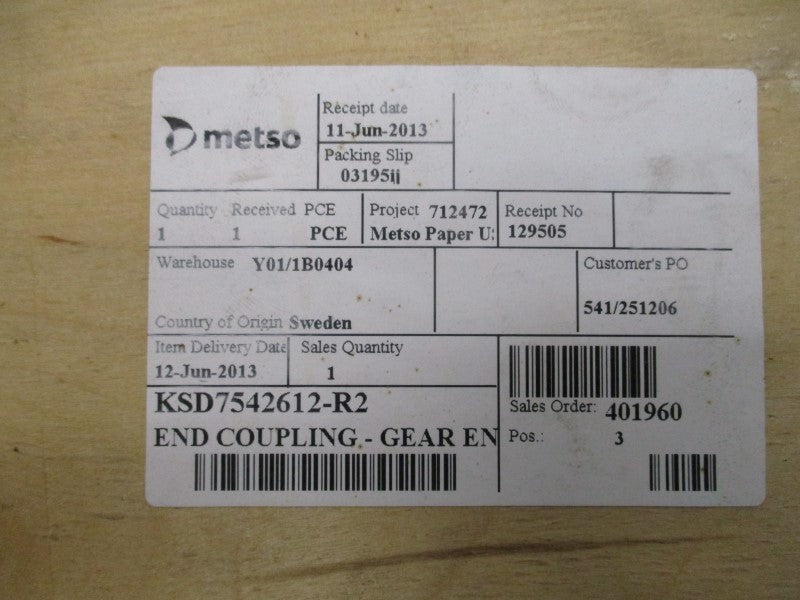 metso
Receipt date
11-Jun-2013
Packing Slip
03195ij
Quantity Received PCE
1 1 PCE
Project 712472
Metso Paper U
Receipt No
129505
Warehouse Y01/1B0404
Country of Origin Sweden
Customer's PO
541/251206
Item Delivery Date
12-Jun-2013
Sales Quantity
1
KSD7542612-R2
END COUPLING - GEAR EN
Sales Order: 401960
Pos.: 3